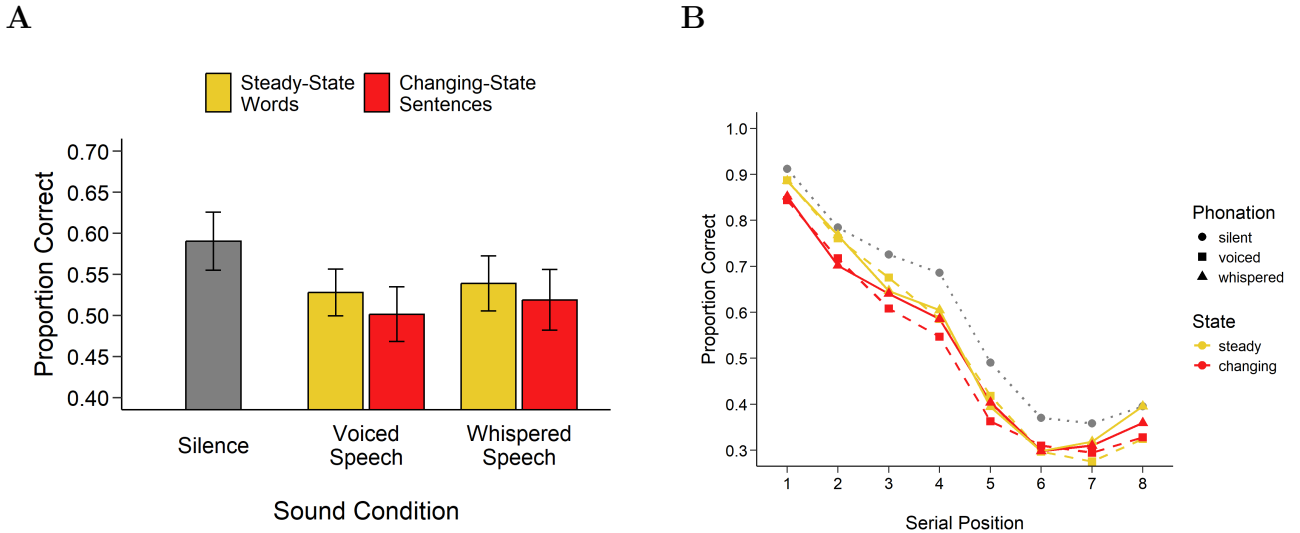 A
Steady-State
Words
Changing-State
Sentences
Proportion Correct
0.70
0.65
0.60
0.55
0.50
0.45
0.40
Silence
Voiced
Speech
Whispered
Speech
Sound Condition
B
Proportion Correct
1.0
0.9
0.8
0.7
0.6
0.5
0.4
0.3
1 2 3 4 5 6 7 8
Serial Position
Phonation
silent
voiced
whispered
State
steady
changing